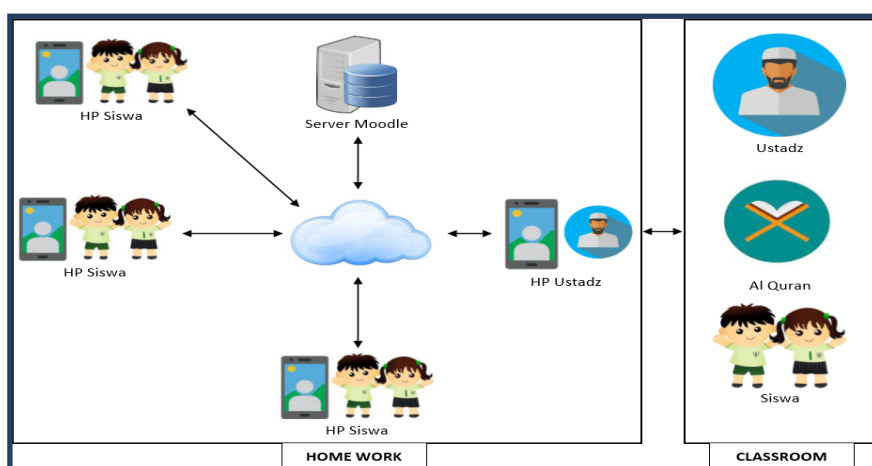 HP Siswa
Server Moodle
Ustadz
HP Siswa
HP Ustadz
Al Quran
Siswa
HP Siswa
HOME WORK
CLASSROOM